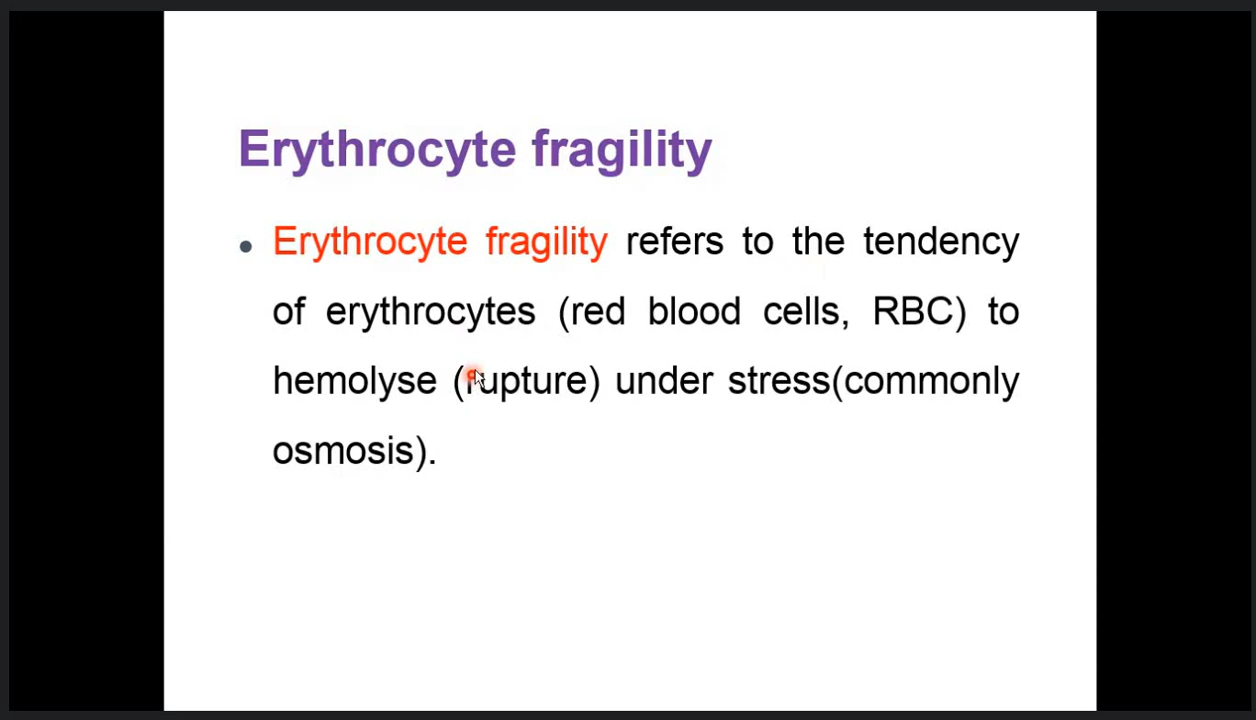 Erythrocyte fragility
• Erythrocyte fragility refers to the tendency
of erythrocytes (red blood cells, RBC) to
hemolyse (rupture) under stress(commonly
osmosis).